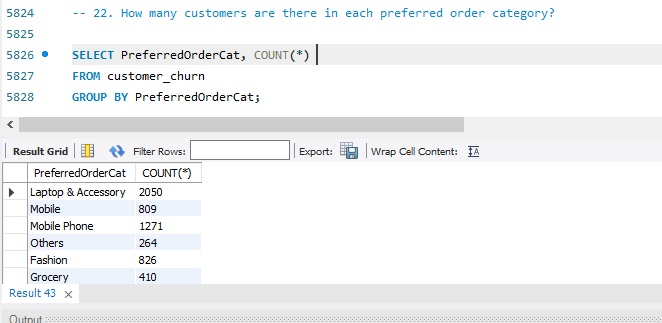 5824 -- 22. How many customers are there in each preferred order category?
5825
5826 SELECT PreferredOrderCat, COUNT(*)
5827 FROM customer_churn
5828 GROUP BY PreferredOrderCat;
Result Grid Filter Rows: Export: Wrap Cell Content: IA
PreferredOrderCat COUNT(*)
Laptop & Accessory 2050
Mobile 809
Mobile Phone 1271
Others 264
Fashion 826
Grocery 410
Result 43 ×
Output